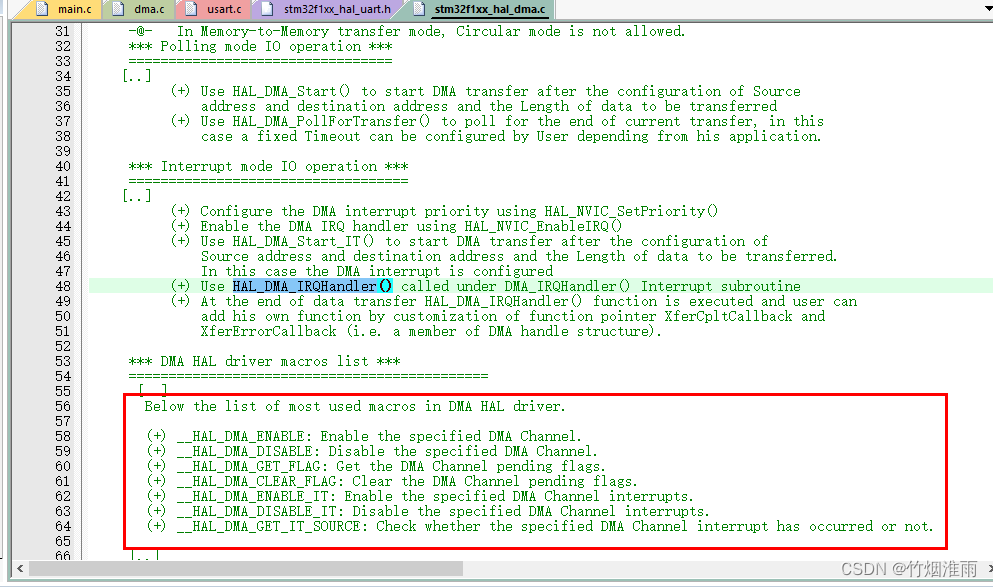 main.c dma.c usart.c stm32f1xx_hal_uart.h stm32f1xx_hal_dma.c
31 -@- In Memory-to-Memory transfer mode, Circular mode is not allowed.
32 *** Polling mode IO operation ***
33 =================================
34 [..]
35 (+) Use HAL_DMA_Start() to start DMA transfer after the configuration of Source
36 address and destination address and the Length of data to be transferred
37 (+) Use HAL_DMA_PollForTransfer() to poll for the end of current transfer, in this
38 case a fixed Timeout can be configured by User depending from his application.
39
40 *** Interrupt mode IO operation ***
41 ===================================
42 [..]
43 (+) Configure the DMA interrupt priority using HAL_NVIC_SetPriority()
44 (+) Enable the DMA IRQ handler using HAL_NVIC_EnableIRQ()
45 (+) Use HAL_DMA_Start_IT() to start DMA transfer after the configuration of
46 Source address and destination address and the Length of data to be transferred.
47 In this case the DMA interrupt is configured
48 (+) Use HAL_DMA_IRQHandler() called under DMA_IRQHandler() Interrupt subroutine
49 (+) At the end of data transfer HAL_DMA_IRQHandler() function is executed and user can
50 add his own function by customization of function pointer XferCpltCallback and
51 XferErrorCallback (i.e. a member of DMA handle structure).
52
53 *** DMA HAL driver macros list ***
54 =============================================
55 [..]
56 Below the list of most used macros in DMA HAL driver.
57
58 (+) __HAL_DMA_ENABLE: Enable the specified DMA Channel.
59 (+) __HAL_DMA_DISABLE: Disable the specified DMA Channel.
60 (+) __HAL_DMA_GET_FLAG: Get the DMA Channel pending flags.
61 (+) __HAL_DMA_CLEAR_FLAG: Clear the DMA Channel pending flags.
62 (+) __HAL_DMA_ENABLE_IT: Enable the specified DMA Channel interrupts.
63 (+) __HAL_DMA_DISABLE_IT: Disable the specified DMA Channel interrupts.
64 (+) __HAL_DMA_GET_IT_SOURCE: Check whether the specified DMA Channel interrupt has occurred or not.
65
66 [..]
CSDN @竹烟淮雨